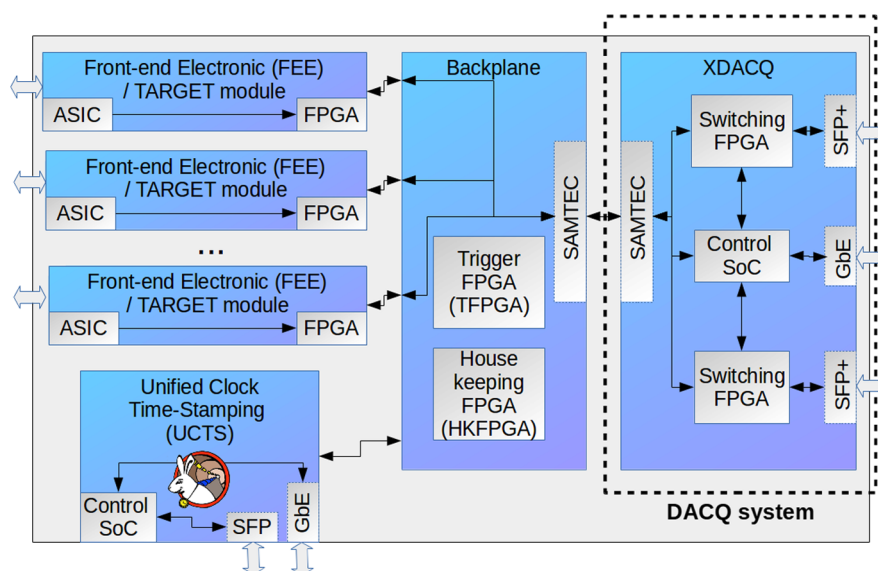 Front-end Electronic (FEE)
/ TARGET module
ASIC
FPGA
Front-end Electronic (FEE)
/ TARGET module
ASIC
FPGA
...
Front-end Electronic (FEE)
/ TARGET module
ASIC
FPGA
Unified Clock
Time-Stamping
(UCTS)
Control
SoC
SFP
GbE
Backplane
SAMTEC
Trigger
FPGA
(TFPGA)
House
keeping
FPGA
(HKFPGA)
XDACQ
SAMTEC
Switching
FPGA
SFP+
Control
SoC
GbE
Switching
FPGA
SFP+
DACQ system